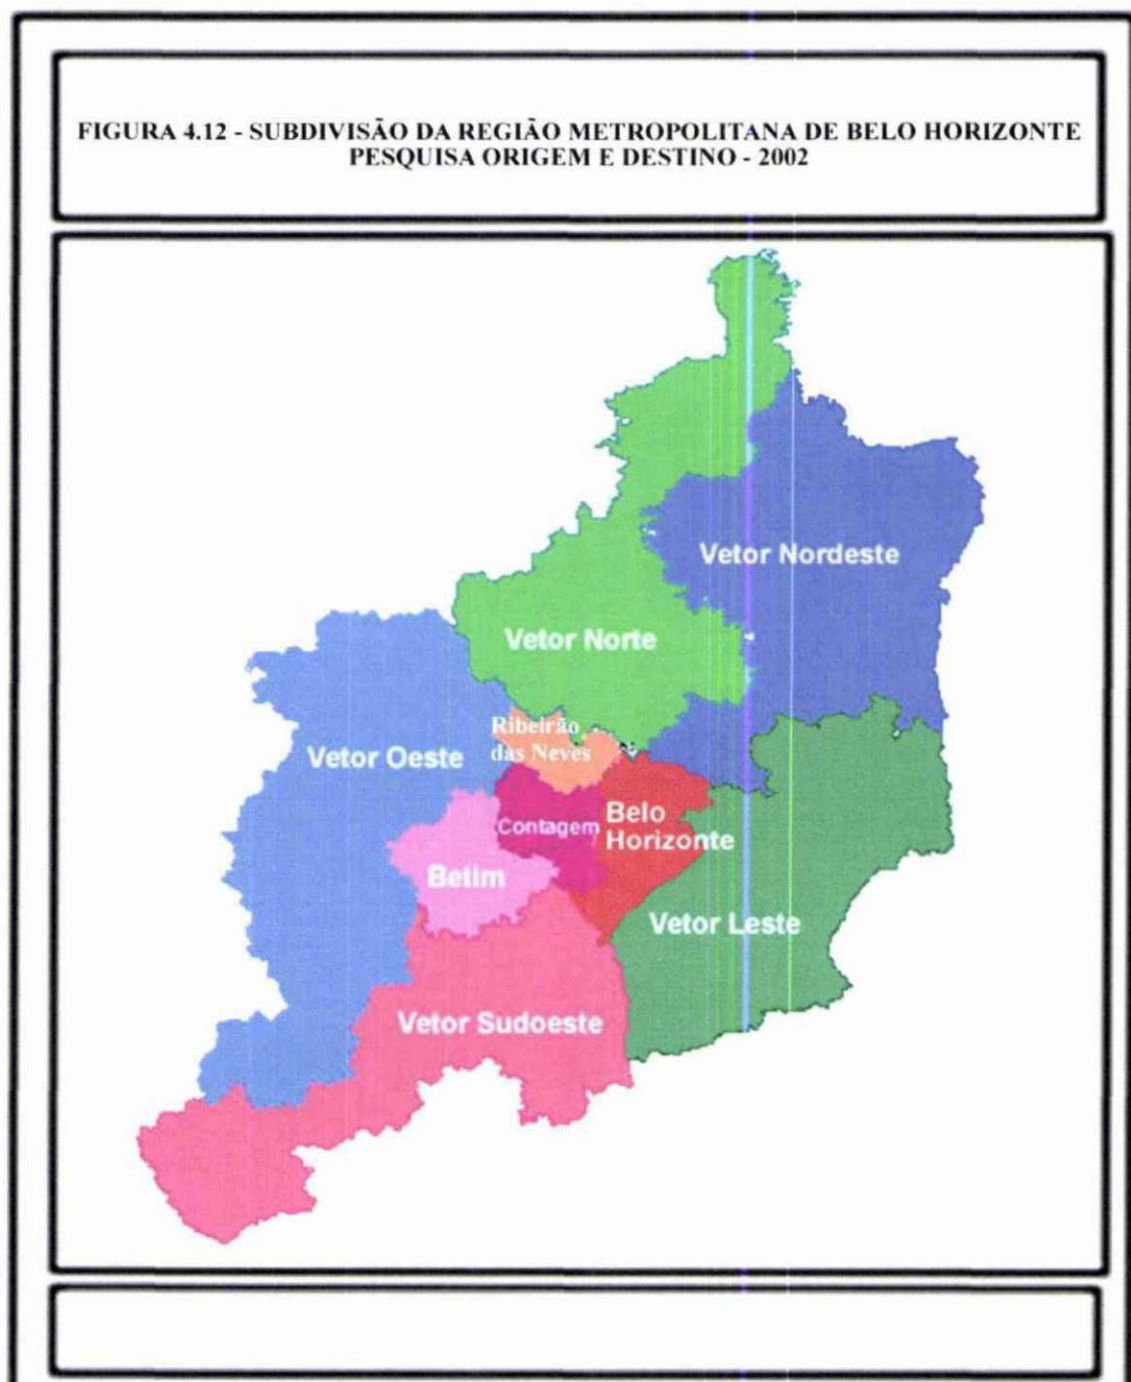 FIGURA 4.12 - SUBDIVISÃO DA REGIÃO METROPOLITANA DE BELO HORIZONTE
PESQUISA ORIGEM E DESTINO - 2002
Vetor Nordeste
Vetor Norte
Ribeirão
das Neves
Vetor Oeste
Contagem
Belo
Horizonte
Betim
Vetor Leste
Vetor Sudoeste